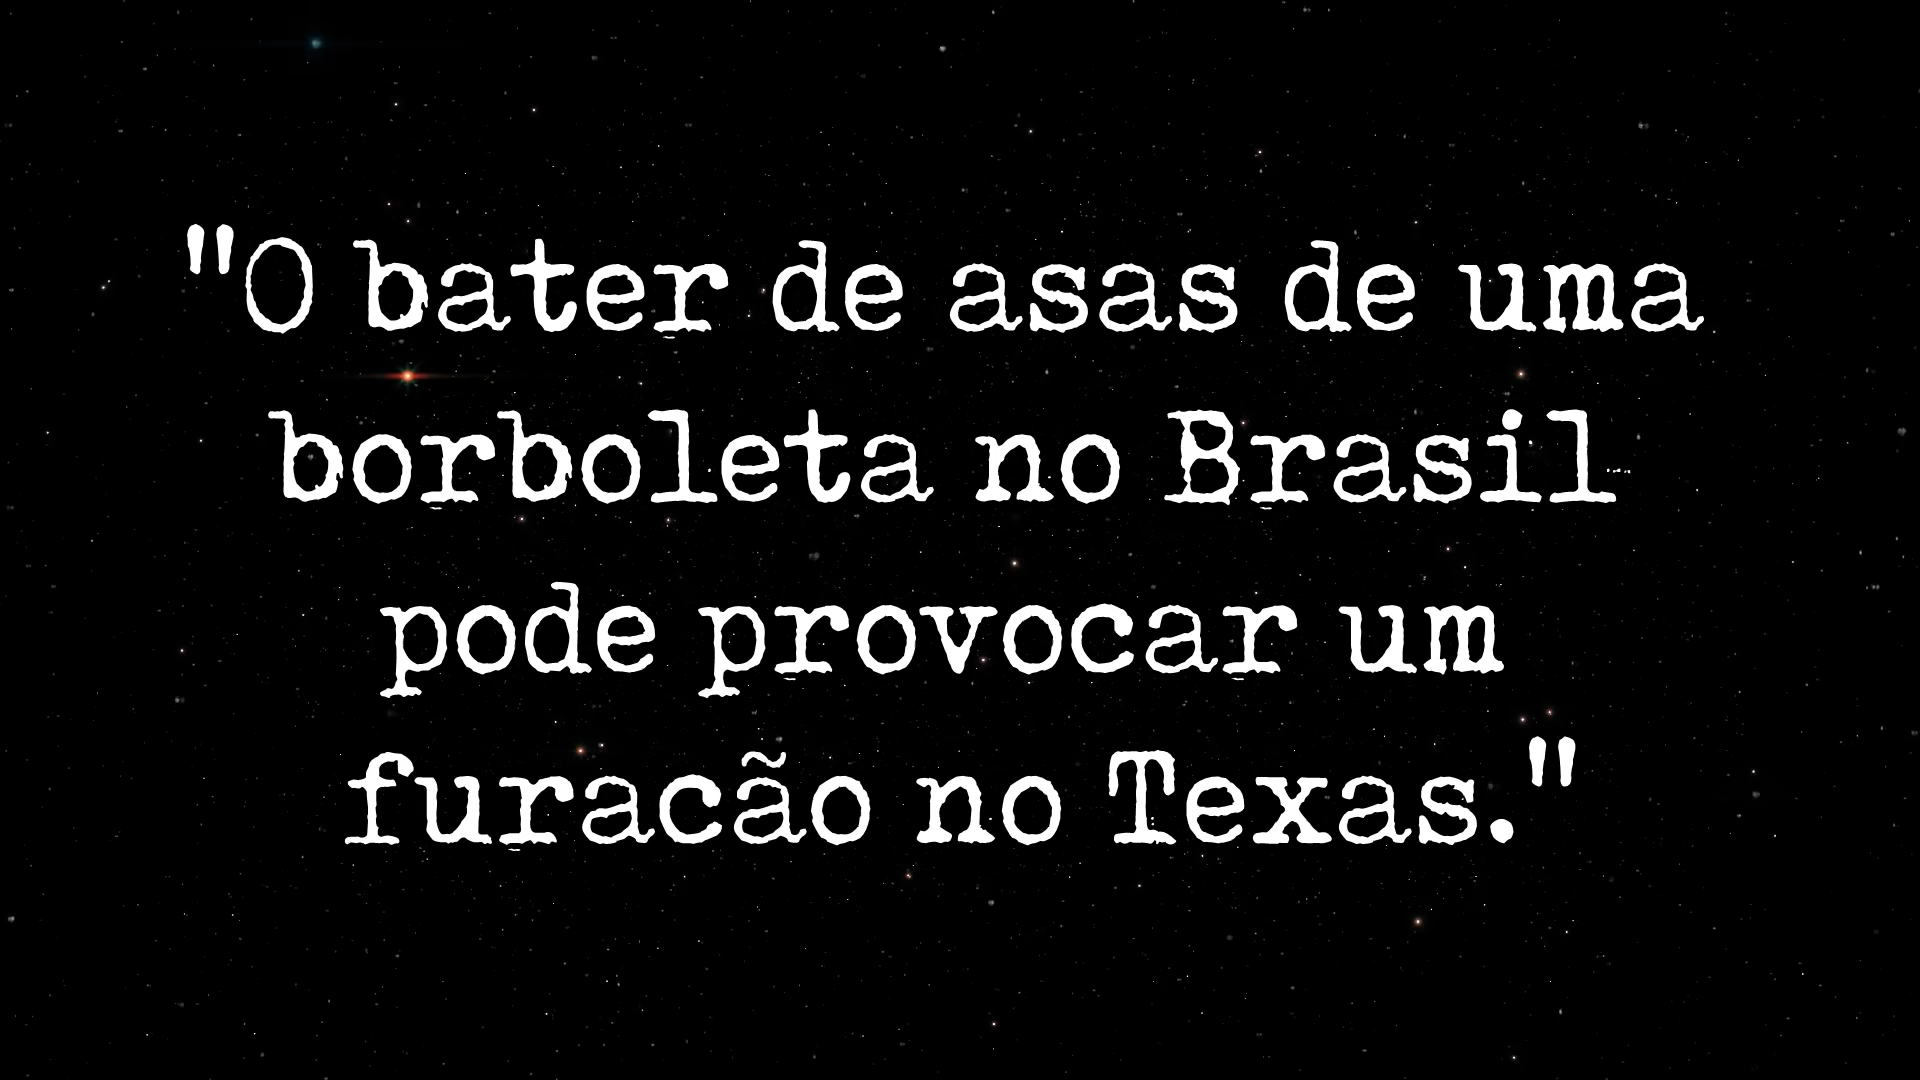 "O bater de asas de uma
borboleta no Brasil
pode provocar um
furacão no Texas."